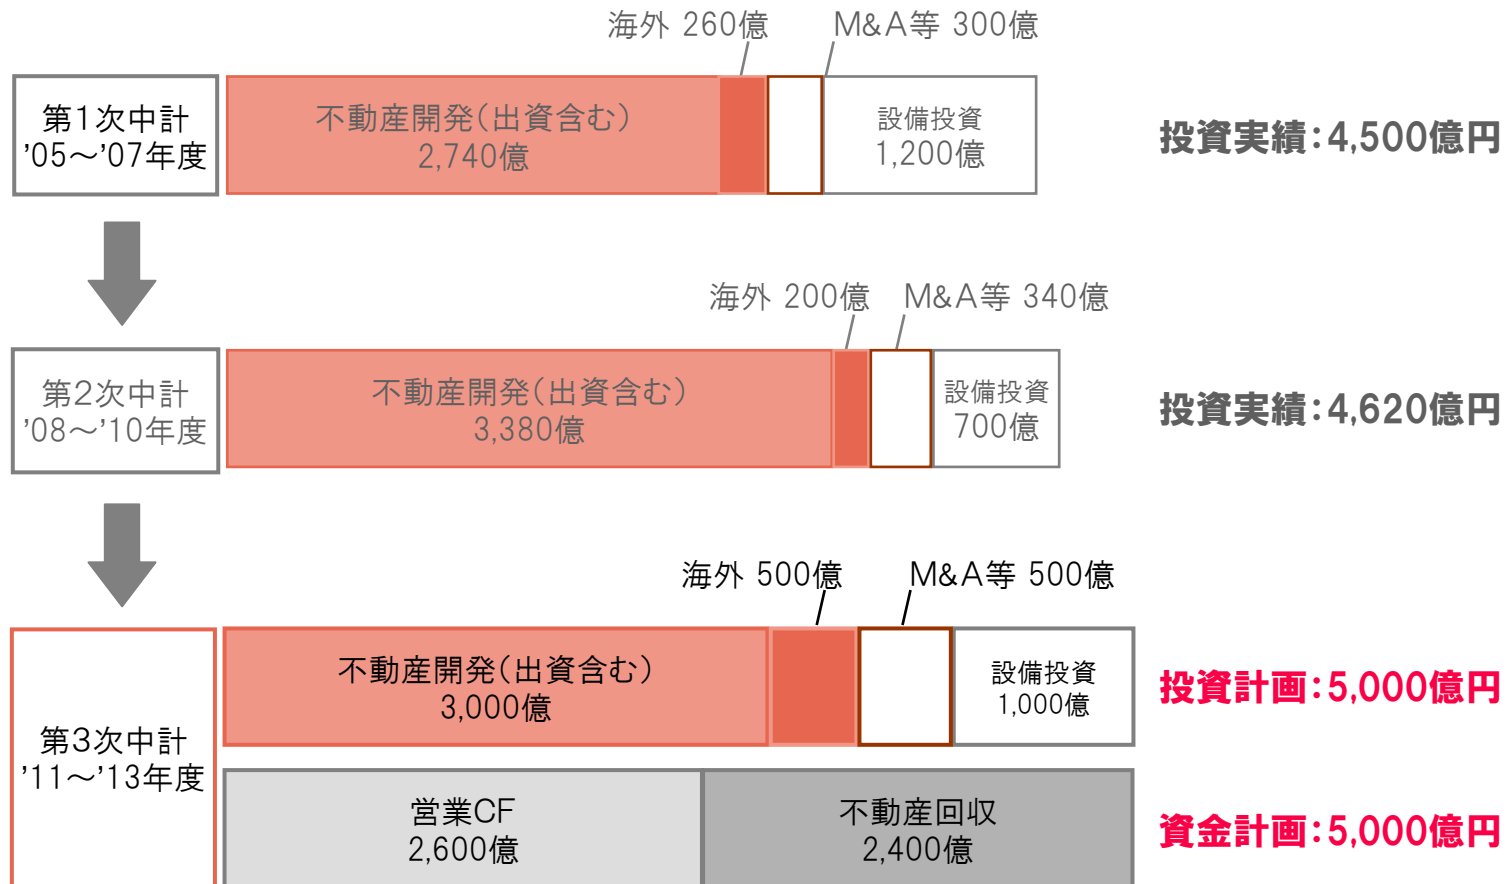 海外 260億
M&A等 300億
第1次中計
'05～'07年度
不動産開発（出資含む）
2,740億
設備投資
1,200億
投資実績：4,500億円
海外 200億
M&A等 340億
第2次中計
'08～'10年度
不動産開発（出資含む）
3,380億
設備投資
700億
投資実績：4,620億円
海外 500億
M&A等 500億
第3次中計
'11～'13年度
不動産開発（出資含む）
3,000億
設備投資
1,000億
投資計画：5,000億円
営業CF
2,600億
不動産回収
2,400億
資金計画：5,000億円